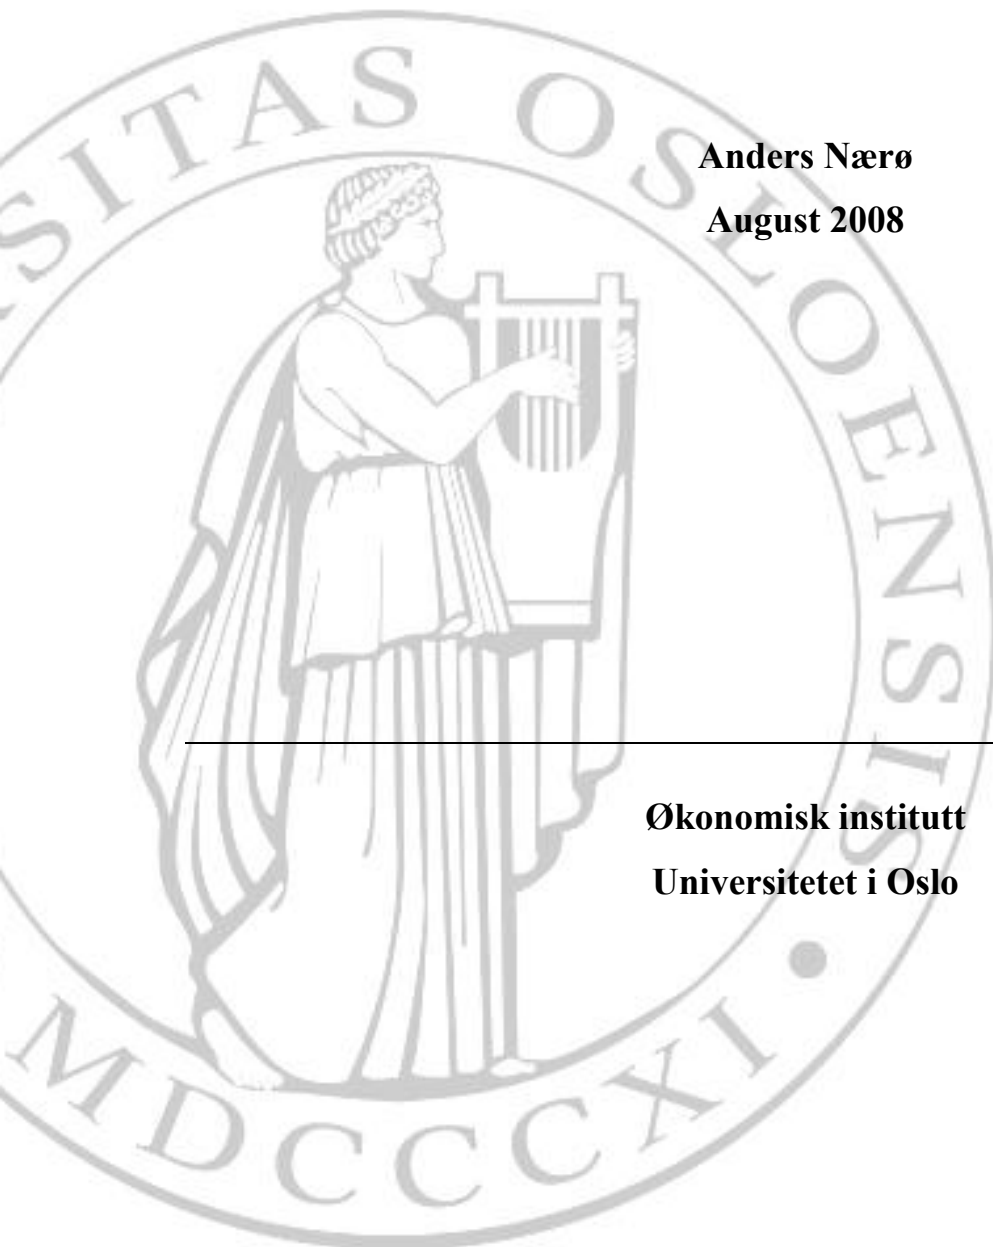 SITAS OSLOENSIS
Anders Nærø
August 2008
Økonomisk institutt
Universitetet i Oslo
MDCCCXI